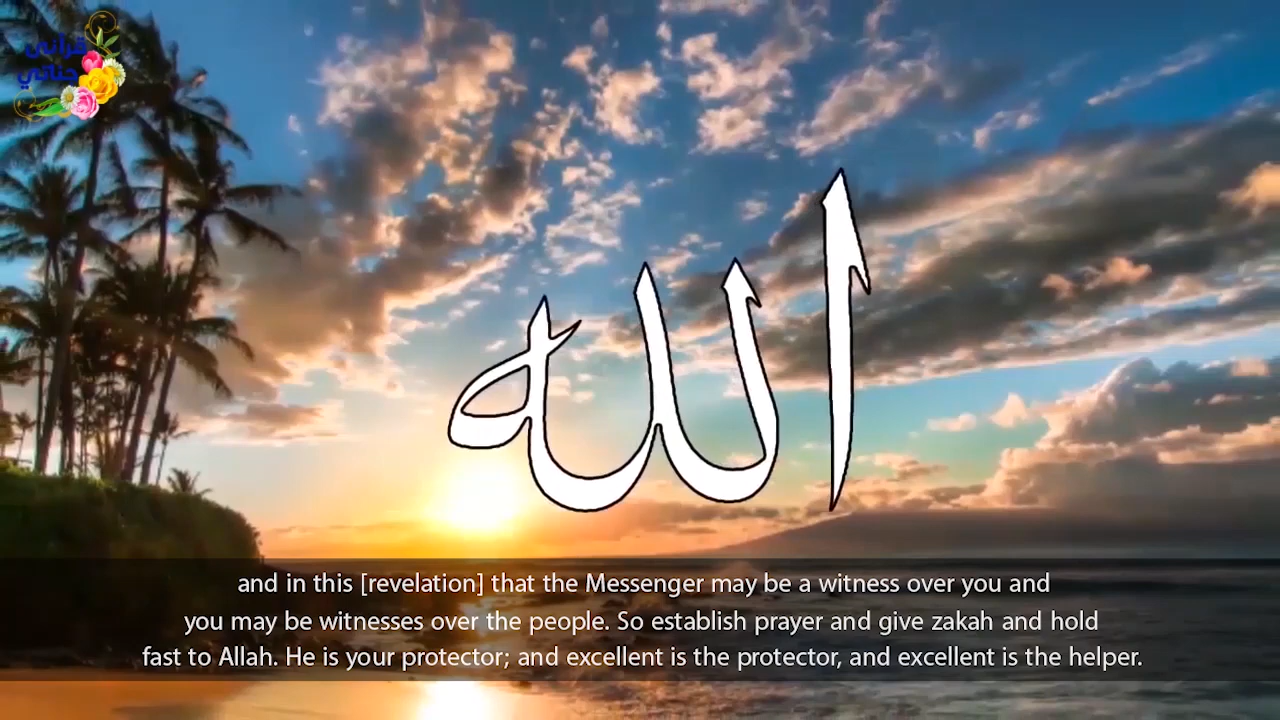 قرآني
جناتي
الله
and in this [revelation] that the Messenger may be a witness over you and
you may be witnesses over the people. So establish prayer and give zakah and hold
fast to Allah. He is your protector; and excellent is the protector, and excellent is the helper.